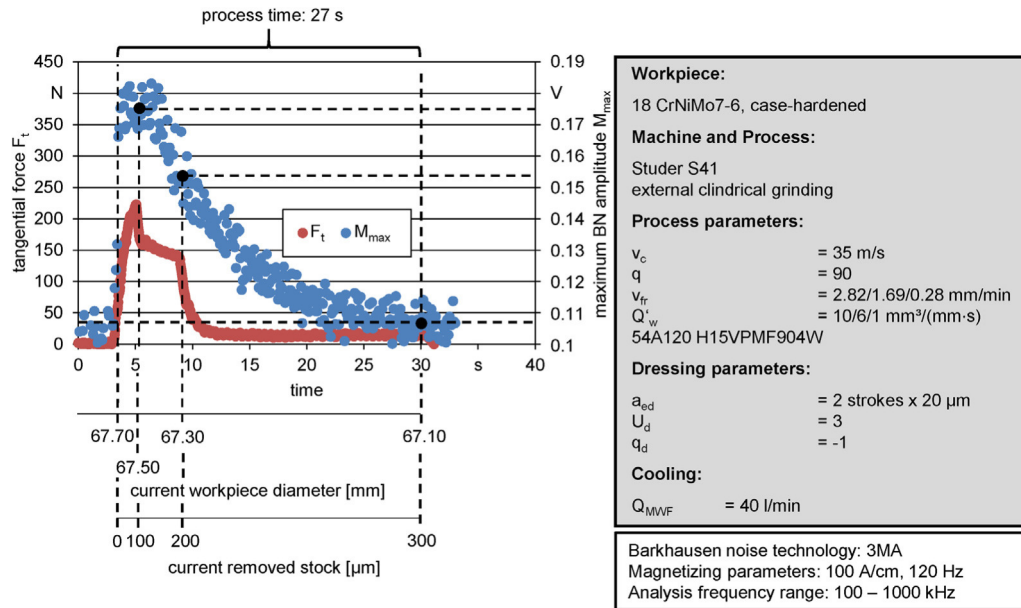 process time: 27 s
450
N
350
300
250
200
150
100
50
0
tangential force Ft
0.19
V
0.17
0.16
0.15
0.14
0.13
0.12
0.11
0.1
maximum BN amplitude Mmax
Ft Mmax
0 5 10 15 20 25 30 s 40
time
67.70 67.30 67.10
67.50
current workpiece diameter [mm]
0 100 200 300
current removed stock [µm]
Workpiece:
18 CrNiMo7-6, case-hardened
Machine and Process:
Studer S41
external clindrical grinding
Process parameters:
vc = 35 m/s
q = 90
vfr = 2.82/1.69/0.28 mm/min
Q'w = 10/6/1 mm³/(mm·s)
54A120 H15VPMF904W
Dressing parameters:
aed = 2 strokes x 20 µm
Ud = 3
qd = -1
Cooling:
QMWF = 40 l/min
Barkhausen noise technology: 3MA
Magnetizing parameters: 100 A/cm, 120 Hz
Analysis frequency range: 100 – 1000 kHz